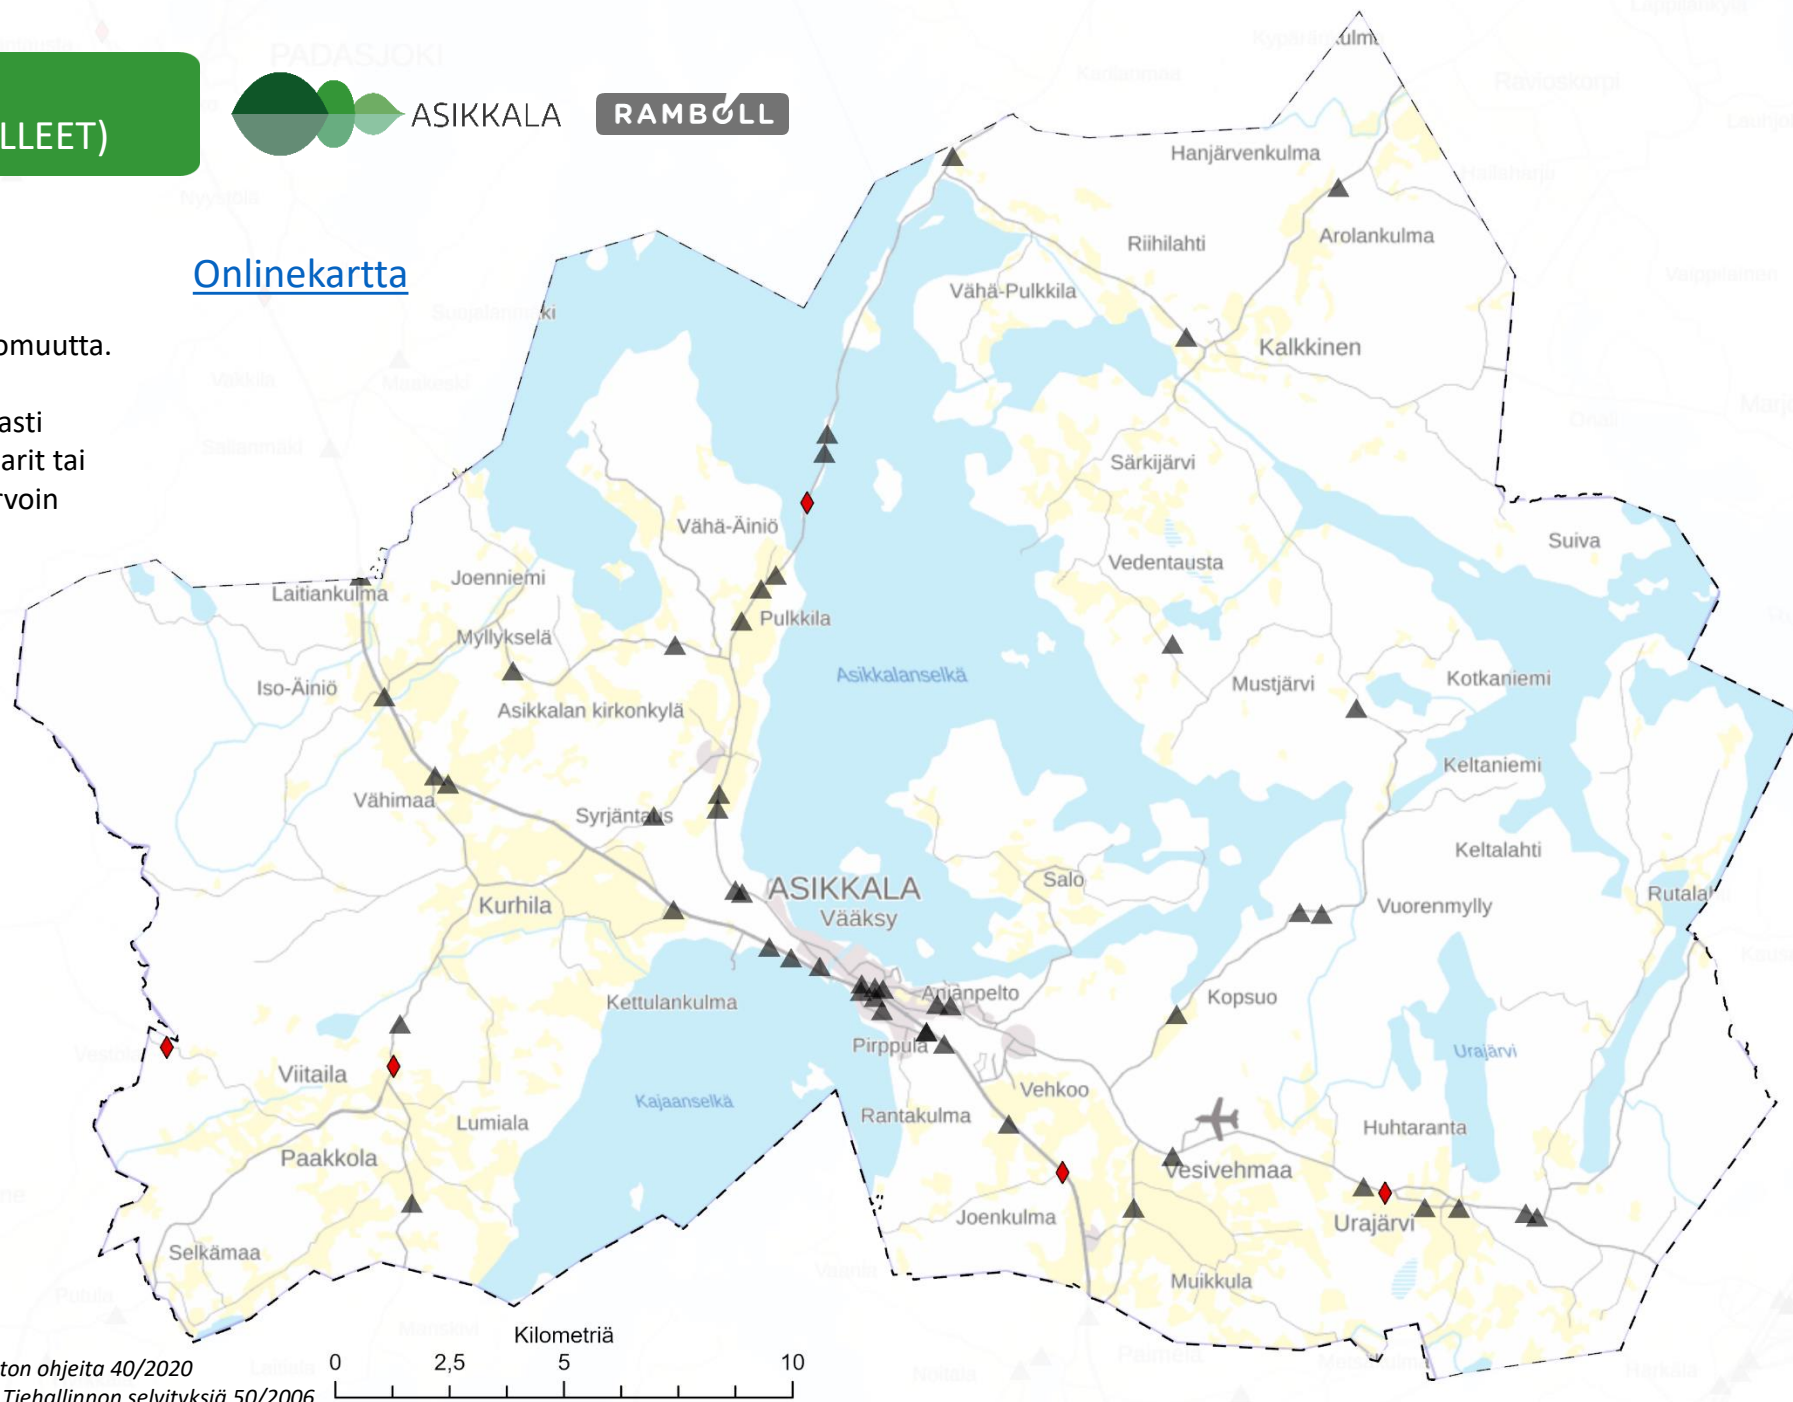 LLEET)
ASIKKALA
RAMBOLL
Onlinekartta
omuutta.
asti
arit tai
rvoin
PADASJOKI
Hanjärvenkulma
Arolankulma
Riihilahti
Vähä-Pulkkila
Kalkkinen
Särkijärvi
Vähä-Äiniö
Suiva
Vedentausta
Joenniemi
Laitiankulma
Pulkkila
Myllykselä
Asikkalanselkä
Iso-Äiniö
Mustjärvi
Kotkaniemi
Asikkalan kirkonkylä
Keltaniemi
Vähimaa
Syrjäntaus
Keltalahti
Salo
ASIKKALA
Vääksy
Kurhila
Vuorenmylly
Rutalah
Kettulankulma
Anianpelto
Kopsuo
Pirppula
Urajärvi
Viitaila
Vehkoo
Kajaanselkä
Rantakulma
Lumiala
Huhtaranta
Paakkola
Vesivehmaa
Joenkulma
Urajärvi
Selkämaa
Muikkula
Kilometriä
0 2,5 5 10
ton ohjeita 40/2020
Tiehallinnon selvityksiä 50/2006